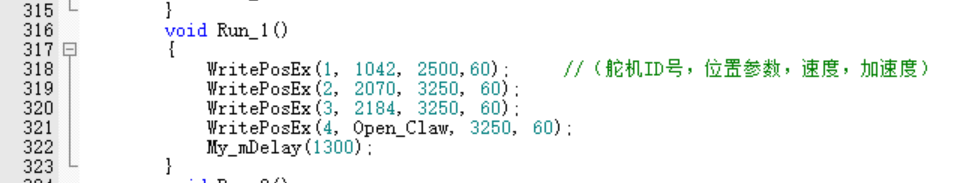 315 }
316 void Run_1()
317 {
318 WritePosEx(1, 1042, 2500,60); //（舵机ID号，位置参数，速度，加速度）
319 WritePosEx(2, 2070, 3250, 60);
320 WritePosEx(3, 2184, 3250, 60);
321 WritePosEx(4, Open_Claw, 3250, 60);
322 My_mDelay(1300);
323 }